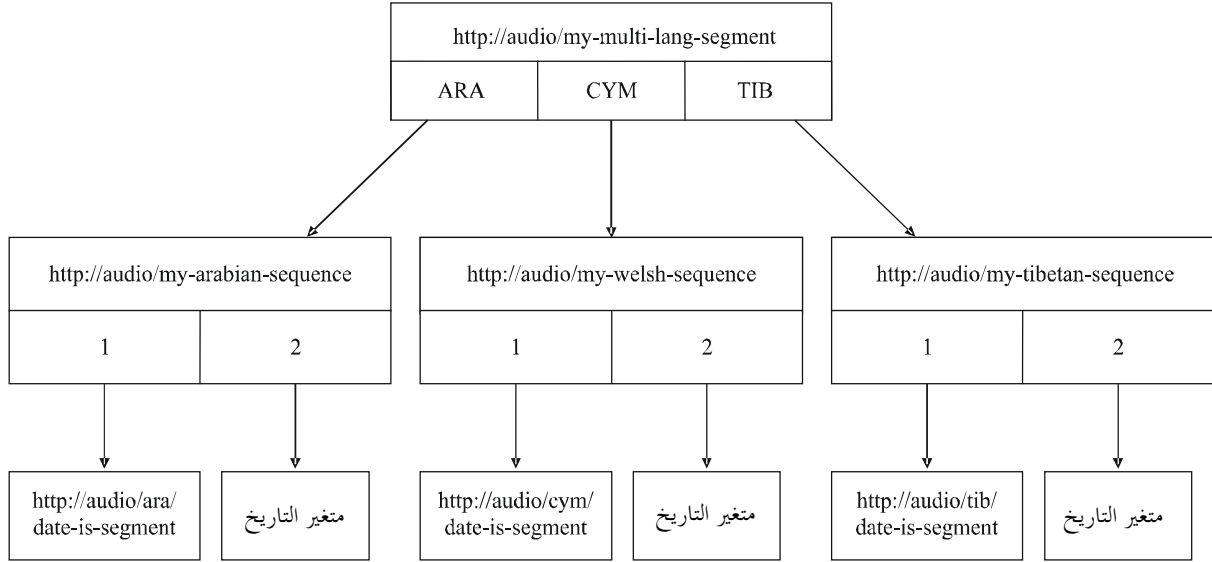 http://audio/my-multi-lang-segment
ARA CYM TIB
http://audio/my-arabian-sequence http://audio/my-welsh-sequence http://audio/my-tibetan-sequence
1 2 1 2 1 2
http://audio/ara/
date-is-segment
متغير التاريخ
http://audio/cym/
date-is-segment
متغير التاريخ
http://audio/tib/
date-is-segment
متغير التاريخ